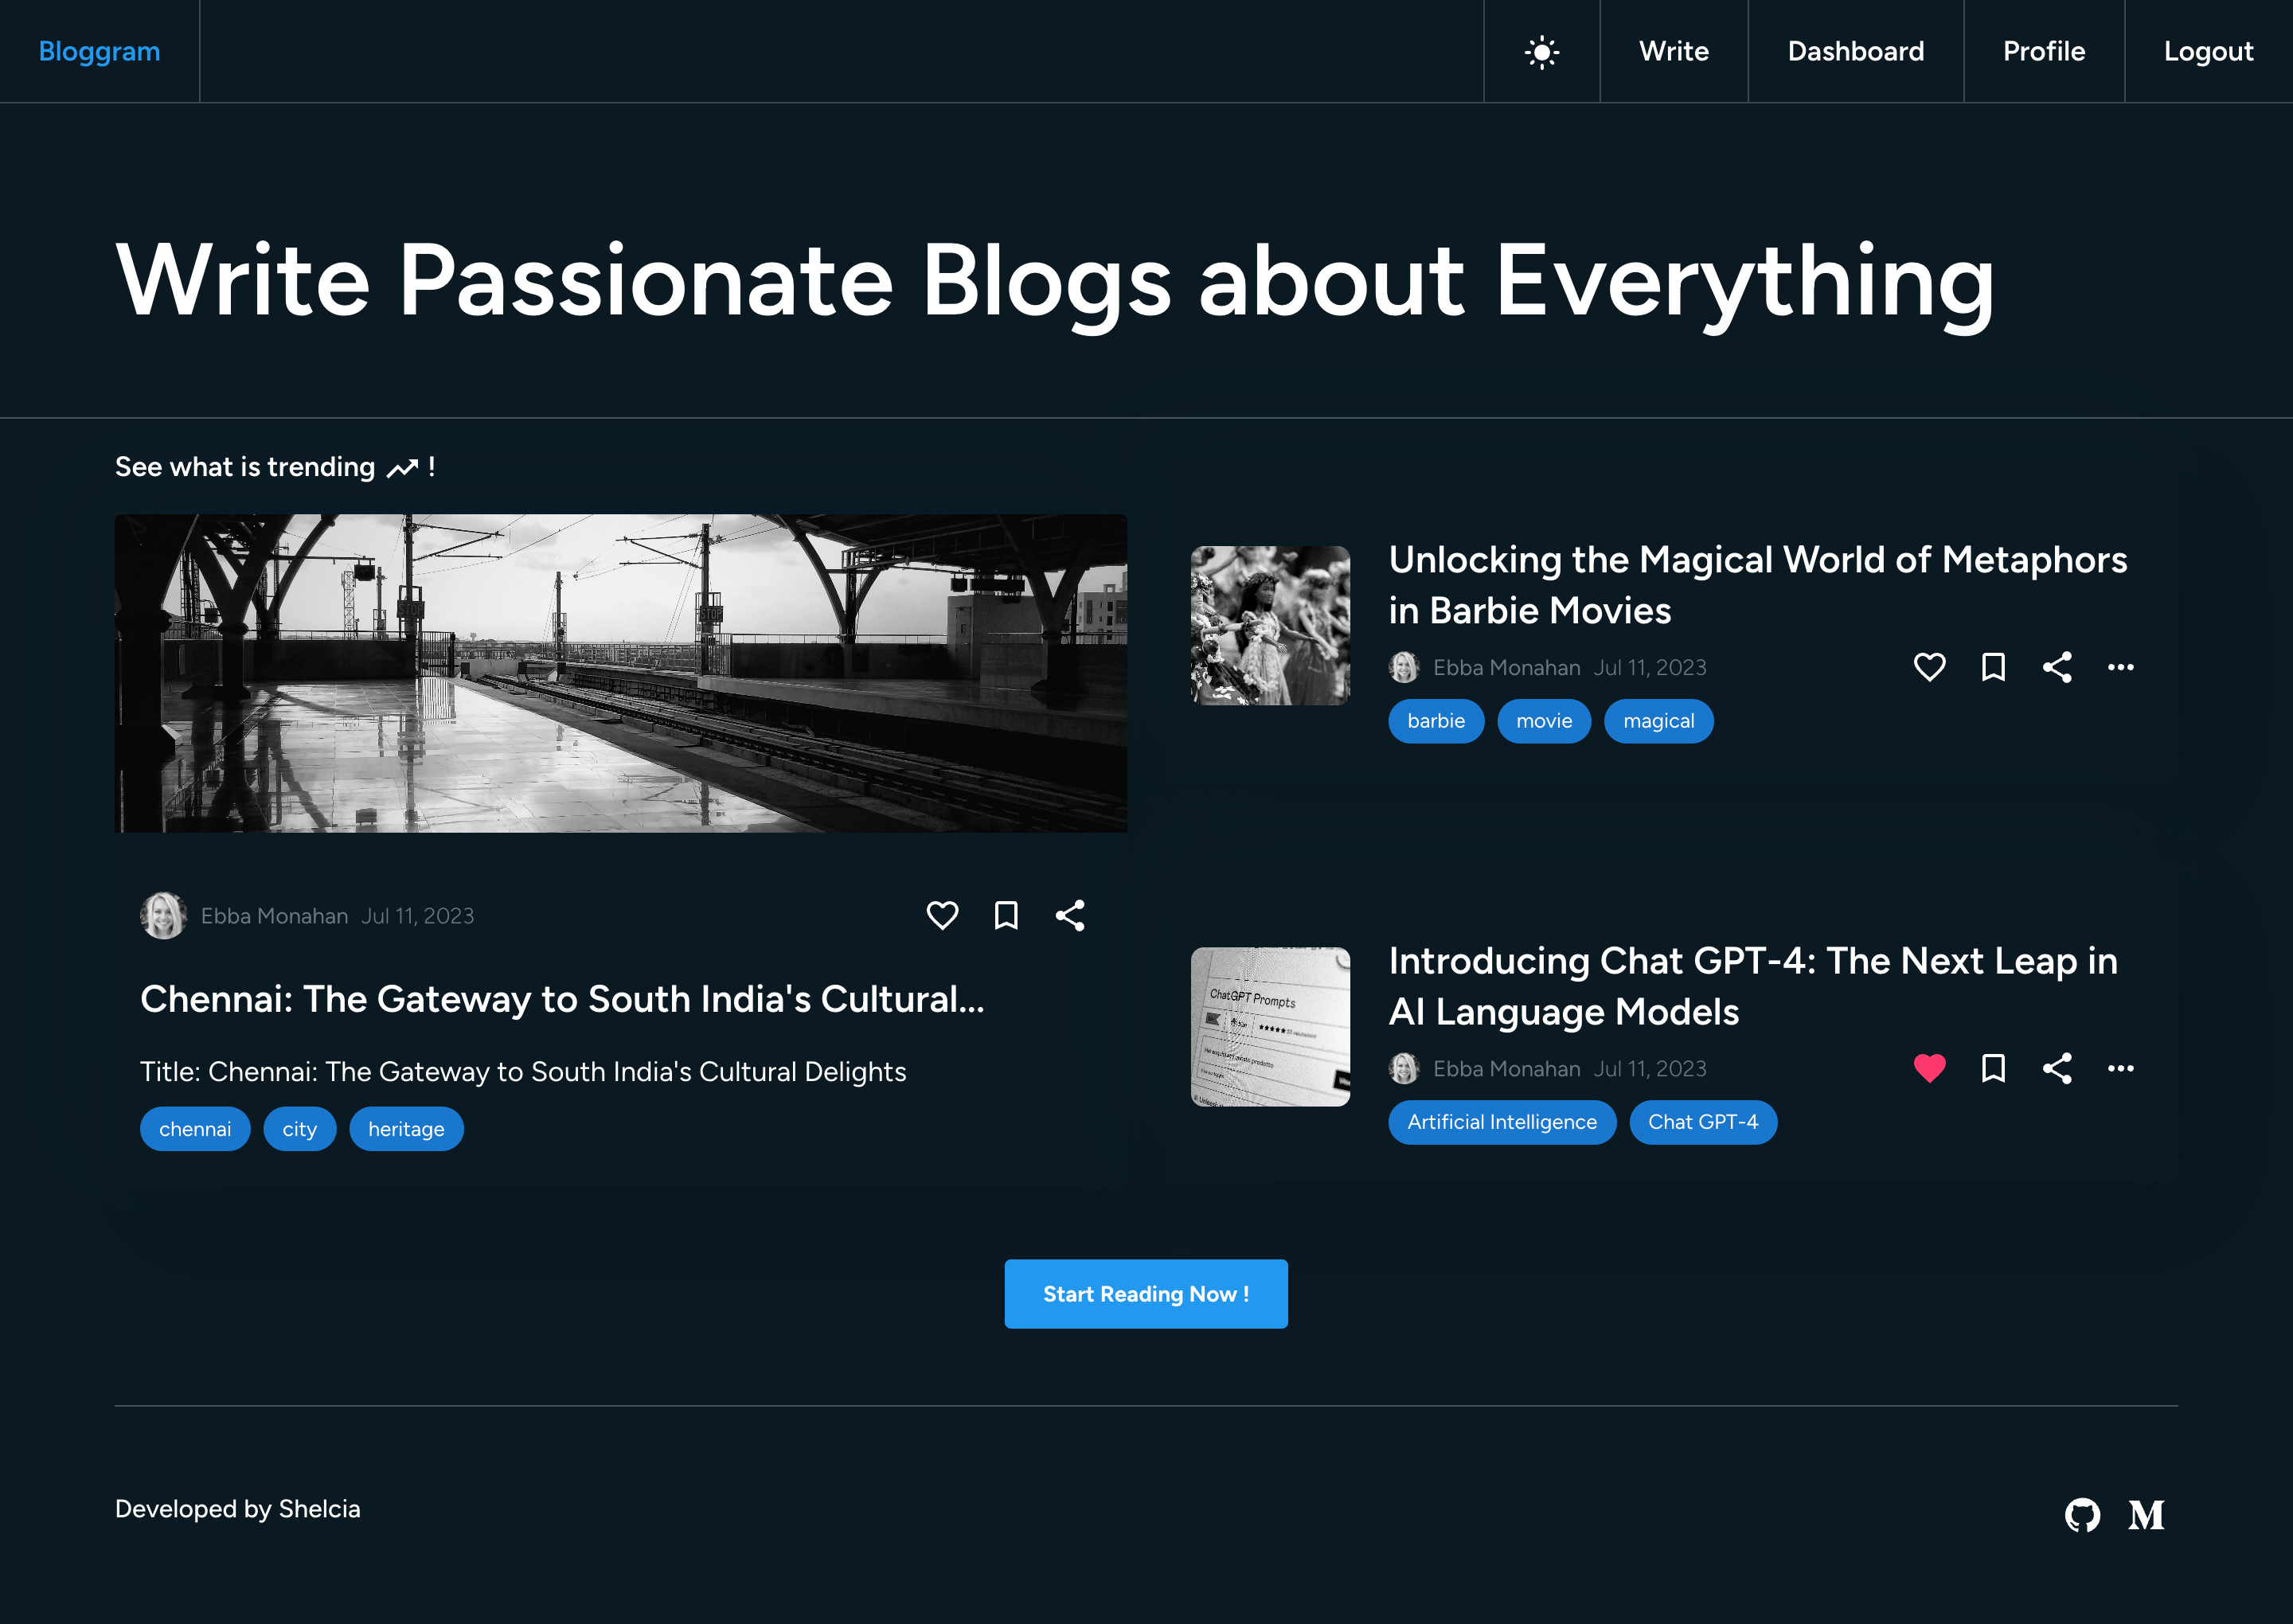 Bloggram
Write
Dashboard
Profile
Logout
Write Passionate Blogs about Everything
See what is trending !
STOP
STOP
Ebba Monahan Jul 11, 2023
Chennai: The Gateway to South India's Cultural...
Title: Chennai: The Gateway to South India's Cultural Delights
chennai
city
heritage
Unlocking the Magical World of Metaphors
in Barbie Movies
Ebba Monahan Jul 11, 2023
barbie
movie
magical
ChatGPT Prompts
Introducing Chat GPT-4: The Next Leap in
AI Language Models
Ebba Monahan Jul 11, 2023
Artificial Intelligence
Chat GPT-4
Start Reading Now !
Developed by Shelcia